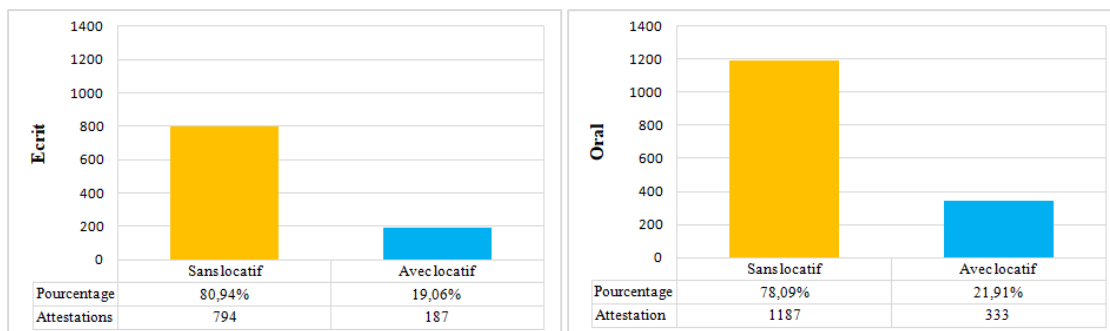 1400
1200
1000
800
600
400
200
0
Ecrit
Sans locatif Avec locatif
Pourcentage 80,94% 19,06%
Attestations 794 187
1400
1200
1000
800
600
400
200
0
Oral
Sans locatif Avec locatif
Pourcentage 78,09% 21,91%
Attestation 1187 333